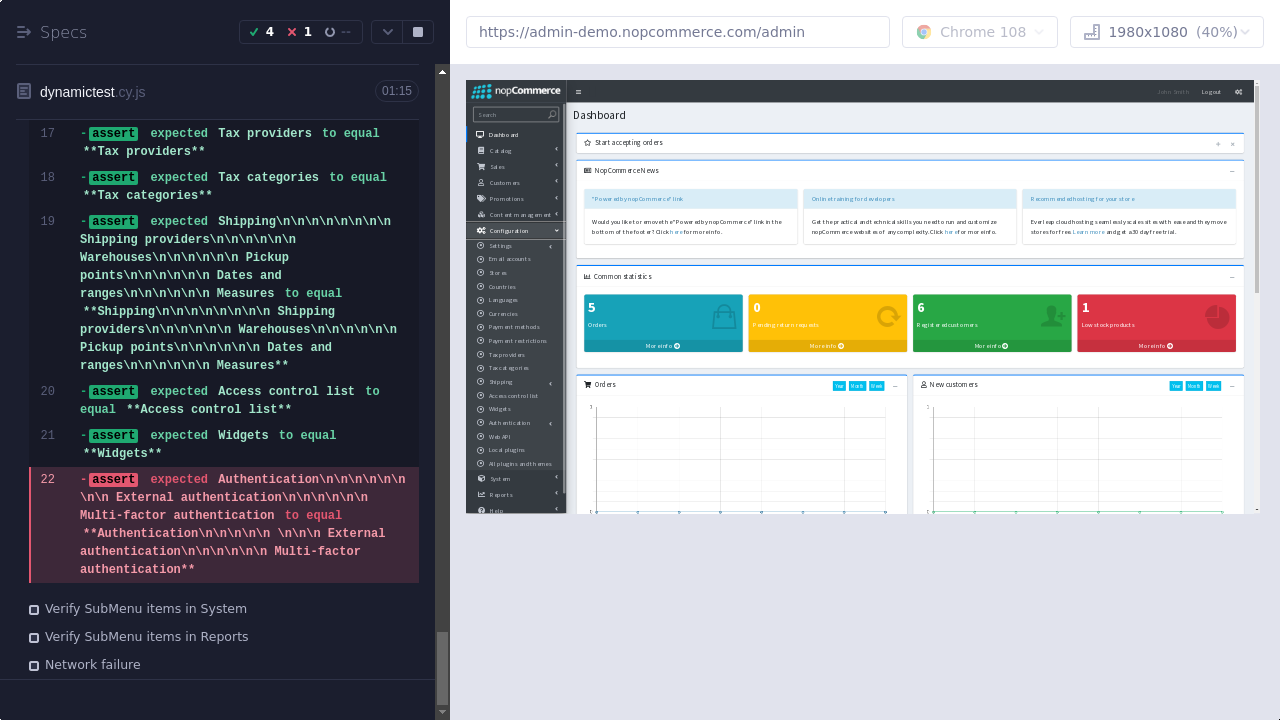 Specs
4
1
--
https://admin-demo.nopcommerce.com/admin
Chrome 108
1980x1080 (40%)
dynamictest.cy.js
01:15
17 -assert expected Tax providers to equal
**Tax providers**
18 -assert expected Tax categories to equal
**Tax categories**
19 -assert expected Shipping\n\n\n\n\n \n\n\n
Shipping providers\n\n\n\n\n\n
Warehouses\n\n\n\n\n\n Pickup
points\n\n\n\n\n\n Dates and
ranges\n\n\n\n\n\n Measures to equal
**Shipping\n\n\n\n\n \n\n\n Shipping
providers\n\n\n\n\n\n Warehouses\n\n\n\n\n\n
Pickup points\n\n\n\n\n\n Dates and
ranges\n\n\n\n\n\n Measures**
20 -assert expected Access control list to
equal **Access control list**
21 -assert expected Widgets to equal
**Widgets**
22 -assert expected Authentication\n\n\n\n\n\n
\n\n External authentication\n\n\n\n\n\n
Multi-factor authentication to equal
**Authentication\n\n\n\n\n \n\n\n External
authentication\n\n\n\n\n\n Multi-factor
authentication**
Verify SubMenu items in System
Verify SubMenu items in Reports
Network failure
nopCommerce
John Smith
Logout
Search
Dashboard
Catalog
Sales
Customers
Promotions
Content management
Configuration
Settings
Email accounts
Stores
Countries
Languages
Currencies
Payment methods
Payment restrictions
Tax providers
Tax categories
Shipping
Access control list
Widgets
Authentication
Web API
Local plugins
All plugins and themes
System
Reports
Help
Dashboard
Start accepting orders
nopCommerce News
"Powered by nopCommerce" link
Would you like to remove the "Powered by nopCommerce" link in the
bottom of the footer? Click here for more info.
Online training for developers
Get the practical and technical skills you need to run and customize
nopCommerce websites of any complexity. Click here for more info.
Recommended hosting for your store
Everleap cloud hosting seamlessly scales sites with ease and they move
stores for free. Learn more and get a 30 day free trial.
Common statistics
5
Orders
More info
0
Pending return requests
More info
6
Registered customers
More info
1
Low stock products
More info
Orders
Year Month Week
1
0
New customers
Year Month Week
1
0